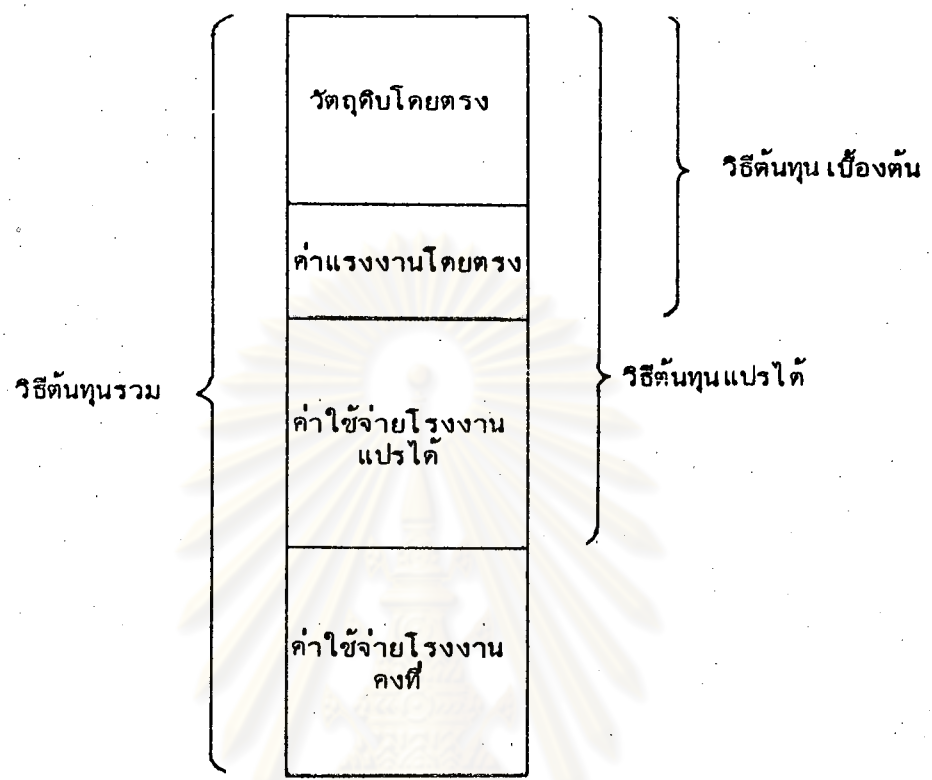 วัตถุดิบโดยตรง
วิธีต้นทุนเบื้องต้น
ค่าแรงงานโดยตรง
วิธีต้นทุนรวม
วิธีต้นทุนแปรได้
ค่าใช้จ่ายโรงงาน
แปรได้
ค่าใช้จ่ายโรงงาน
คงที่